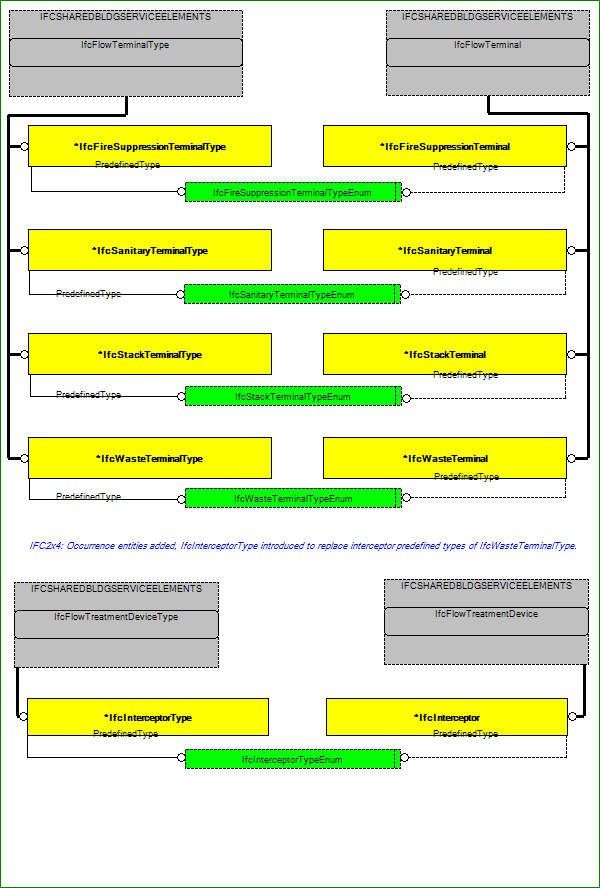 IFCSHAREDBLDGSERVICEELEMENTS
IfcFlowTerminalType
IFCSHAREDBLDGSERVICEELEMENTS
IfcFlowTerminal
*IfcFireSuppressionTerminalType
*IfcFireSuppressionTerminal
PredefinedType
PredefinedType
IfcFireSuppressionTerminalTypeEnum
*IfcSanitaryTerminalType
*IfcSanitaryTerminal
PredefinedType
PredefinedType
IfcSanitaryTerminalTypeEnum
*IfcStackTerminalType
*IfcStackTerminal
PredefinedType
PredefinedType
IfcStackTerminalTypeEnum
*IfcWasteTerminalType
*IfcWasteTerminal
PredefinedType
PredefinedType
IfcWasteTerminalTypeEnum
IFC2x4: Occurrence entities added, IfcInterceptorType introduced to replace interceptor predefined types of IfcWasteTerminalType.
IFCSHAREDBLDGSERVICEELEMENTS
IfcFlowTreatmentDeviceType
IFCSHAREDBLDGSERVICEELEMENTS
IfcFlowTreatmentDevice
*IfcInterceptorType
*IfcInterceptor
PredefinedType
PredefinedType
IfcInterceptorTypeEnum